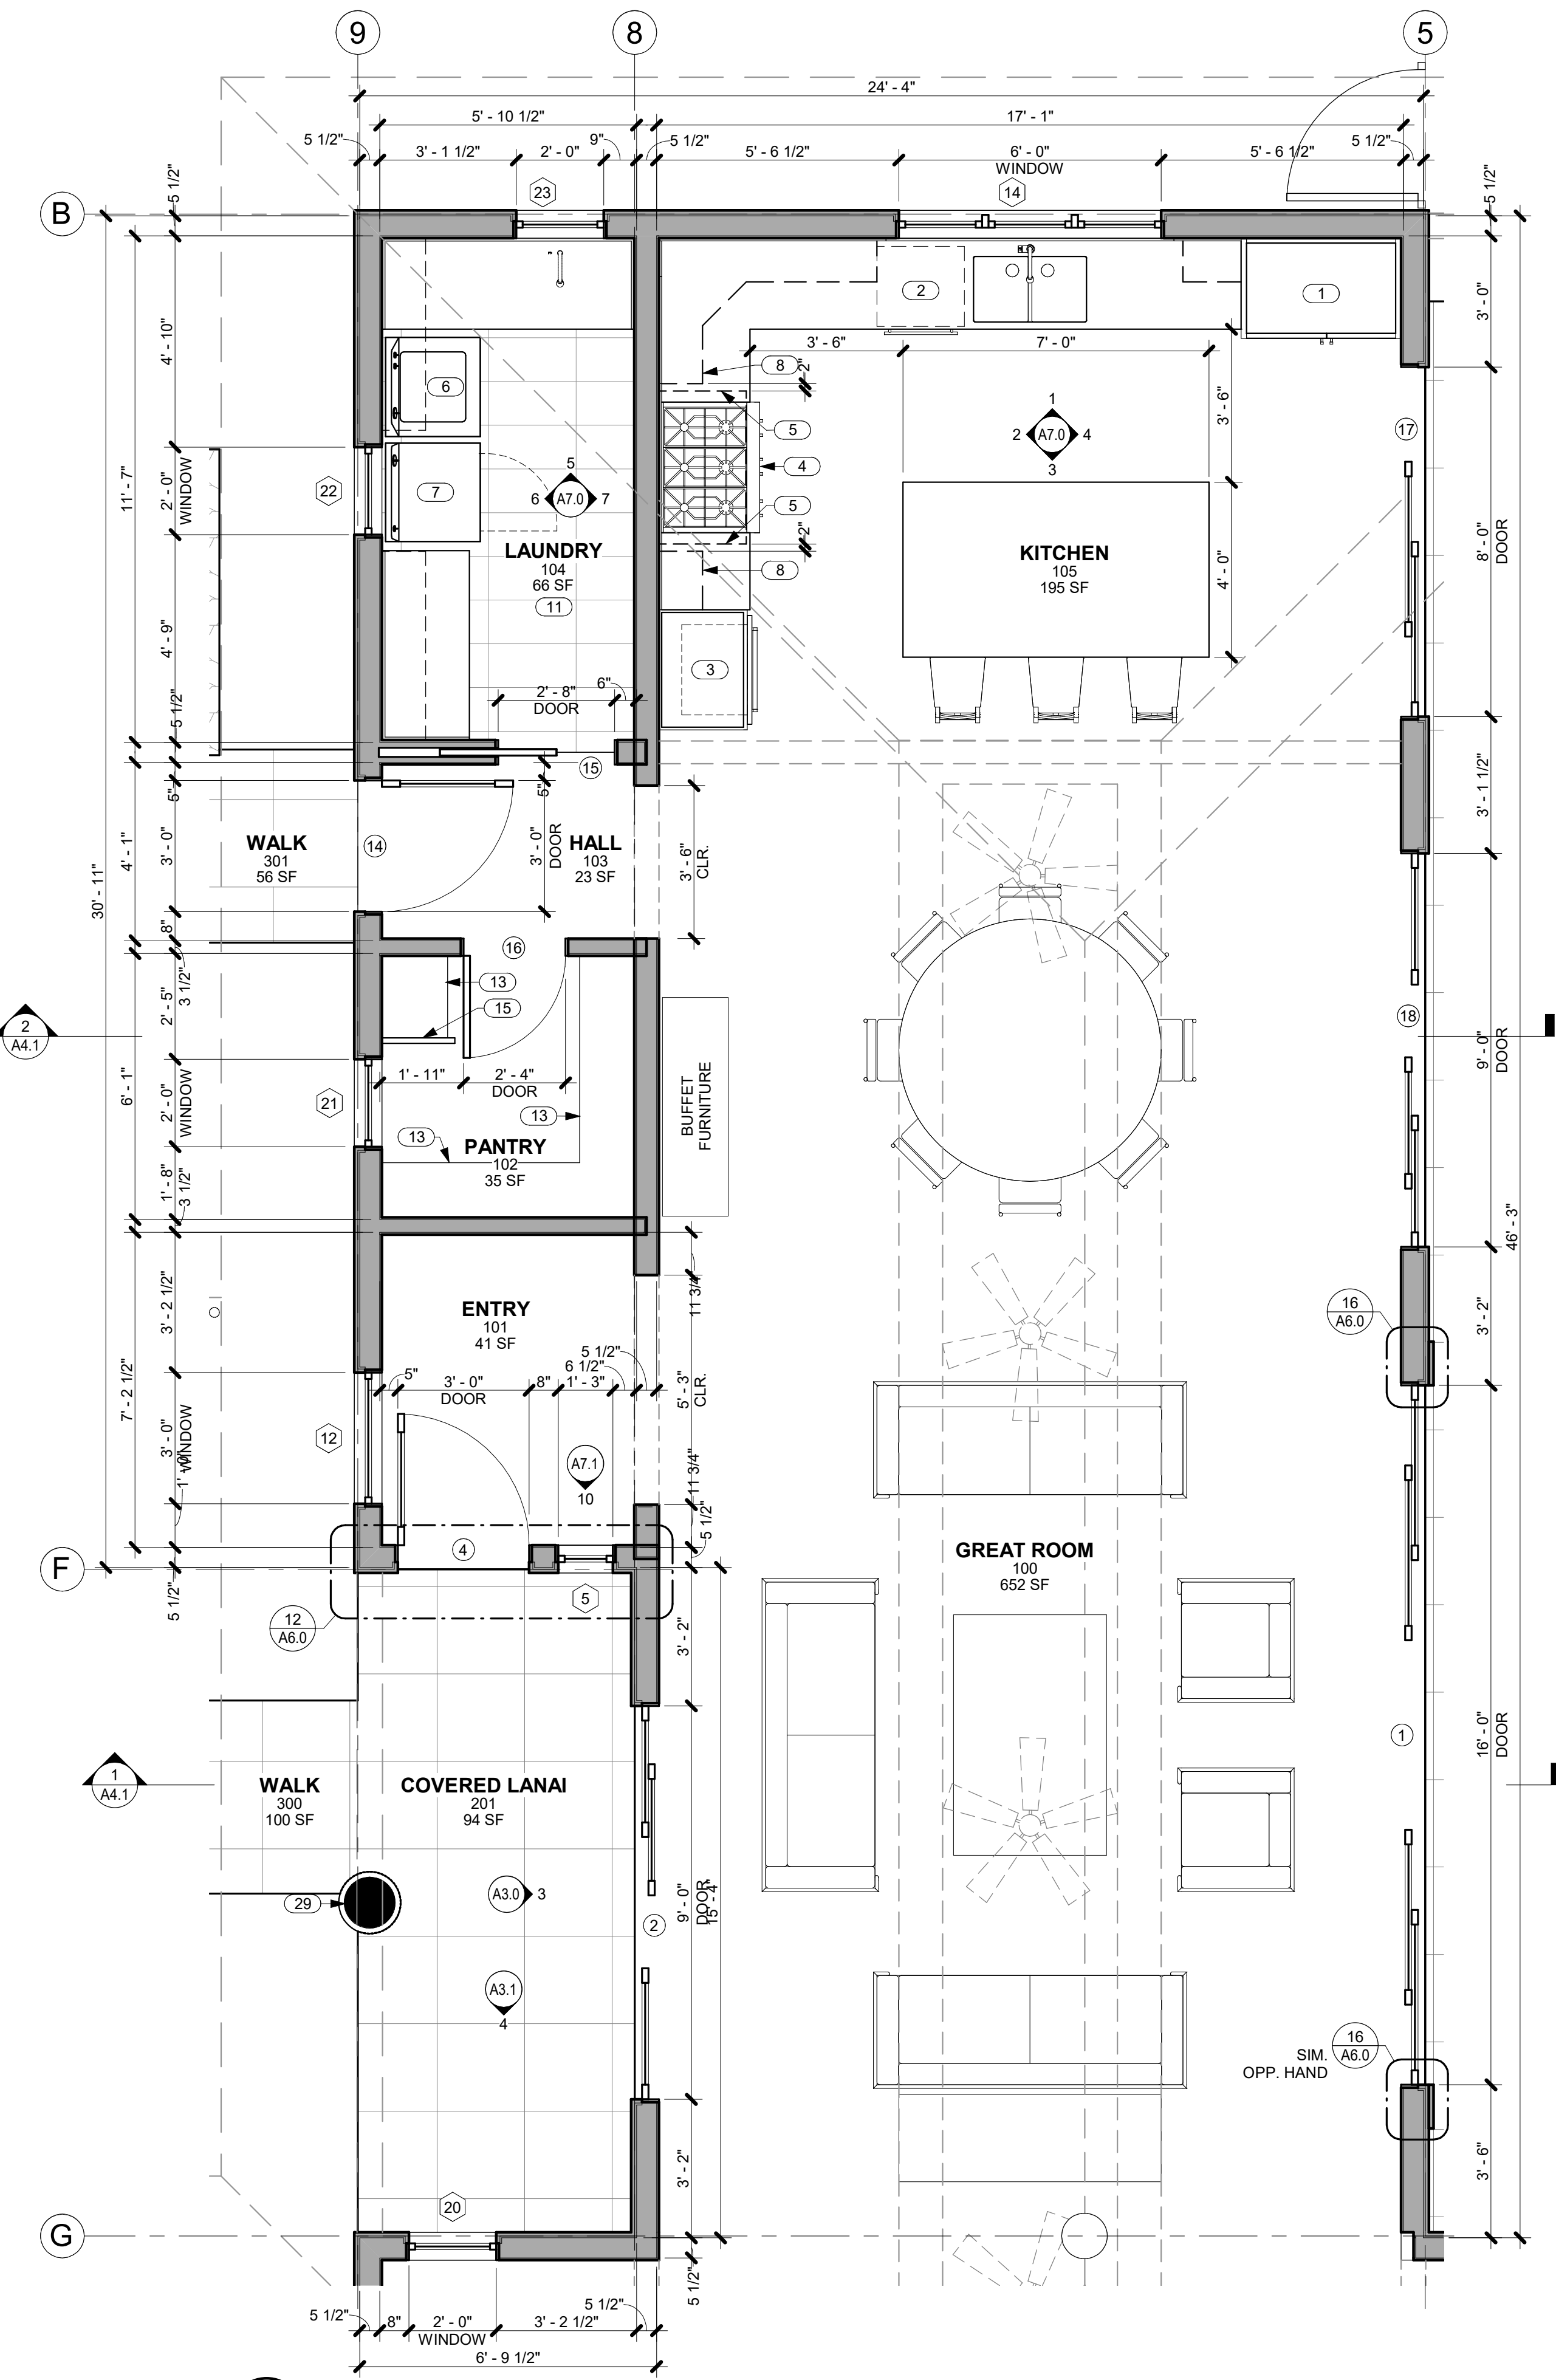 9
8
5
24' - 4"
5' - 10 1/2"
17' - 1"
5 1/2"
3' - 1 1/2"
2' - 0"
9"
5 1/2"
5' - 6 1/2"
6' - 0"
WINDOW
5' - 6 1/2"
5 1/2"
5 1/2"
23
14
5 1/2"
B
2
1
3' - 0"
4' - 10"
3' - 6"
7' - 0"
8
2"
6
1
2 A7.0 4
3
3' - 6"
17
5
4
5
2"
11' - 7"
2' - 0"
WINDOW
22
7
5
6 A7.0 7
LAUNDRY
104
66 SF
11
8
KITCHEN
105
195 SF
4' - 0"
8' - 0"
DOOR
4' - 9"
3
5 1/2"
2' - 8"
DOOR
6"
15
5"
5"
3' - 1 1/2"
WALK
301
56 SF
14
3' - 0"
3' - 0"
DOOR
HALL
103
23 SF
3' - 6"
CLR.
4' - 1"
30' - 11"
8"
16
3 1/2"
13
15
2' - 5"
2
A4.1
18
9' - 0"
DOOR
6' - 1"
2' - 0"
WINDOW
21
1' - 11"
2' - 4"
DOOR
13
13
PANTRY
102
35 SF
BUFFET
FURNITURE
1' - 8"
3 1/2"
46' - 3"
3' - 2 1/2"
ENTRY
101
41 SF
11 3/4"
16
A6.0
3' - 2"
5 1/2"
6 1/2"
5"
3' - 0"
DOOR
8"
1' - 3"
5' - 3"
CLR.
7' - 2 1/2"
3' - 0"
WINDOW
1' - 0"
12
A7.1
10
11 3/4"
5 1/2"
F
4
GREAT ROOM
100
652 SF
5 1/2"
5
12
A6.0
3' - 2"
1
16' - 0"
DOOR
1
A4.1
WALK
300
100 SF
COVERED LANAI
201
94 SF
29
A3.0 3
2
9' - 0"
DOOR
15' - 4"
A3.1
4
16
A6.0
SIM.
OPP. HAND
3' - 2"
3' - 6"
20
G
5 1/2"
5 1/2"
8"
2' - 0"
WINDOW
3' - 2 1/2"
5 1/2"
6' - 9 1/2"